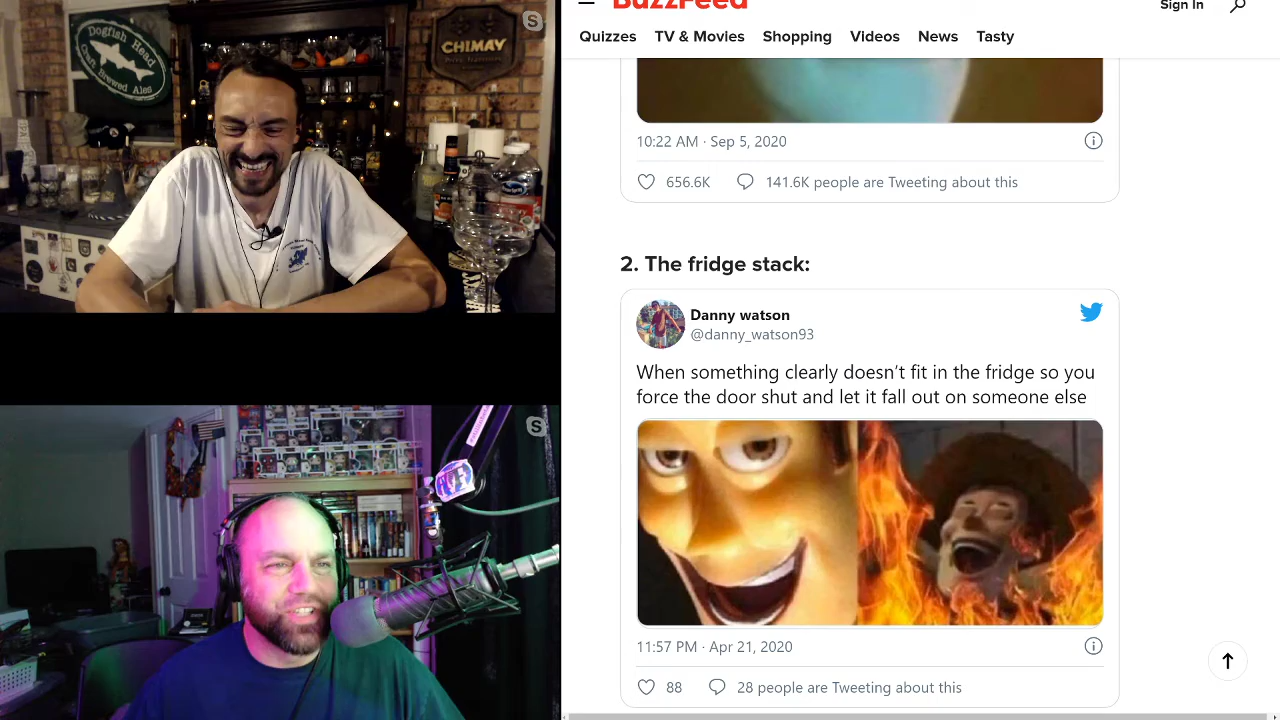 Dogfish Head
Craft Brewed Ales
CHIMAY
BuzzFeed
Sign In
Quizzes TV & Movies Shopping Videos News Tasty
10:22 AM · Sep 5, 2020
656.6K 141.6K people are Tweeting about this
2. The fridge stack:
Danny watson
@danny_watson93
When something clearly doesn’t fit in the fridge so you
force the door shut and let it fall out on someone else
11:57 PM · Apr 21, 2020
88 28 people are Tweeting about this